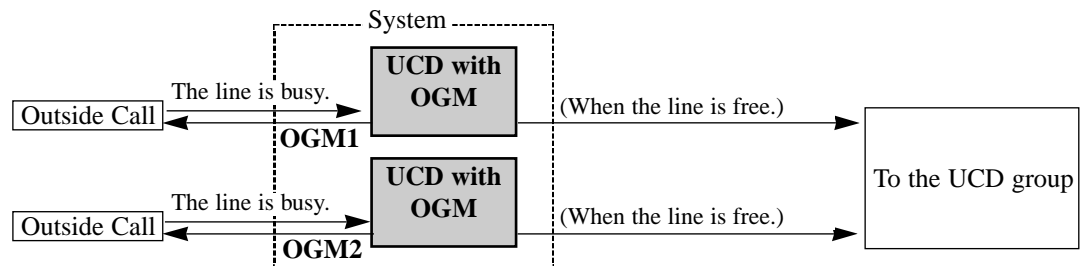 System
UCD with
OGM
The line is busy.
Outside Call
OGM1
(When the line is free.)
UCD with
OGM
The line is busy.
Outside Call
OGM2
(When the line is free.)
To the UCD group